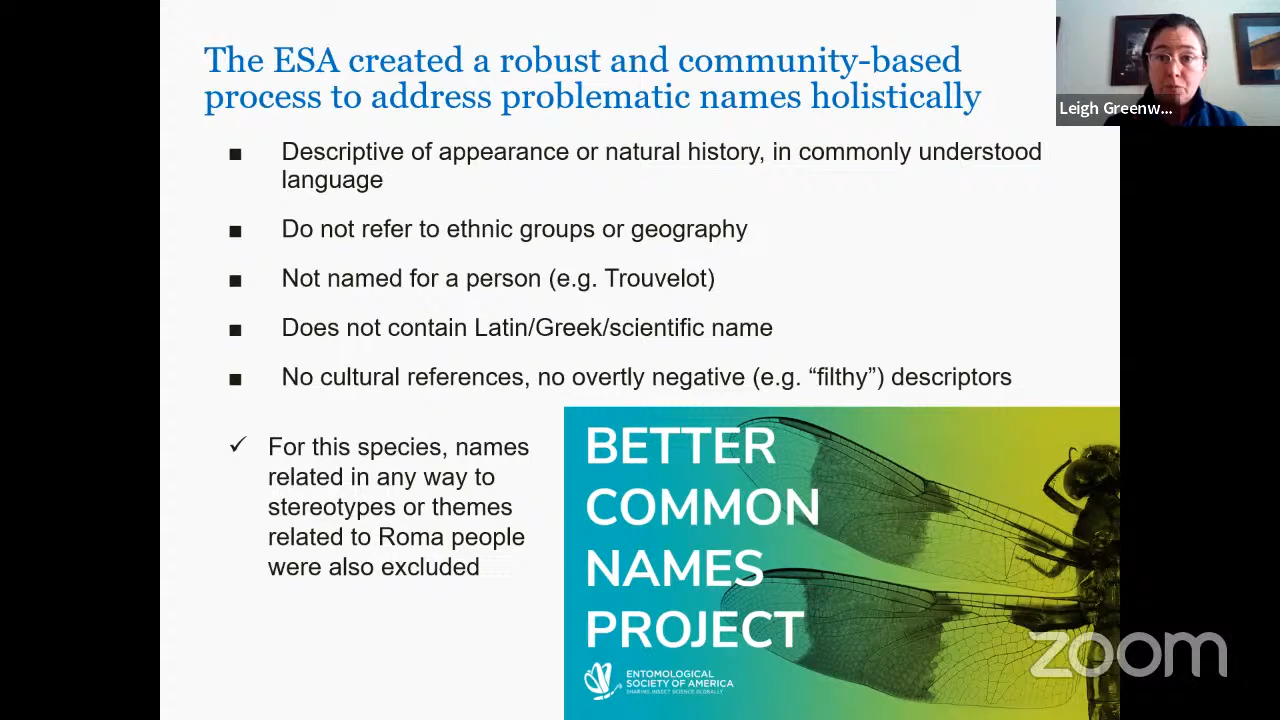 The ESA created a robust and community-based
process to address problematic names holistically
Leigh Greenw...
Descriptive of appearance or natural history, in commonly understood
language
Do not refer to ethnic groups or geography
Not named for a person (e.g. Trouvelot)
Does not contain Latin/Greek/scientific name
No cultural references, no overtly negative (e.g. “filthy”) descriptors
For this species, names
related in any way to
stereotypes or themes
related to Roma people
were also excluded
BETTER
COMMON
NAMES
PROJECT
ENTOMOLOGICAL
SOCIETY OF AMERICA
SHARING INSECT SCIENCE GLOBALLY
zoom